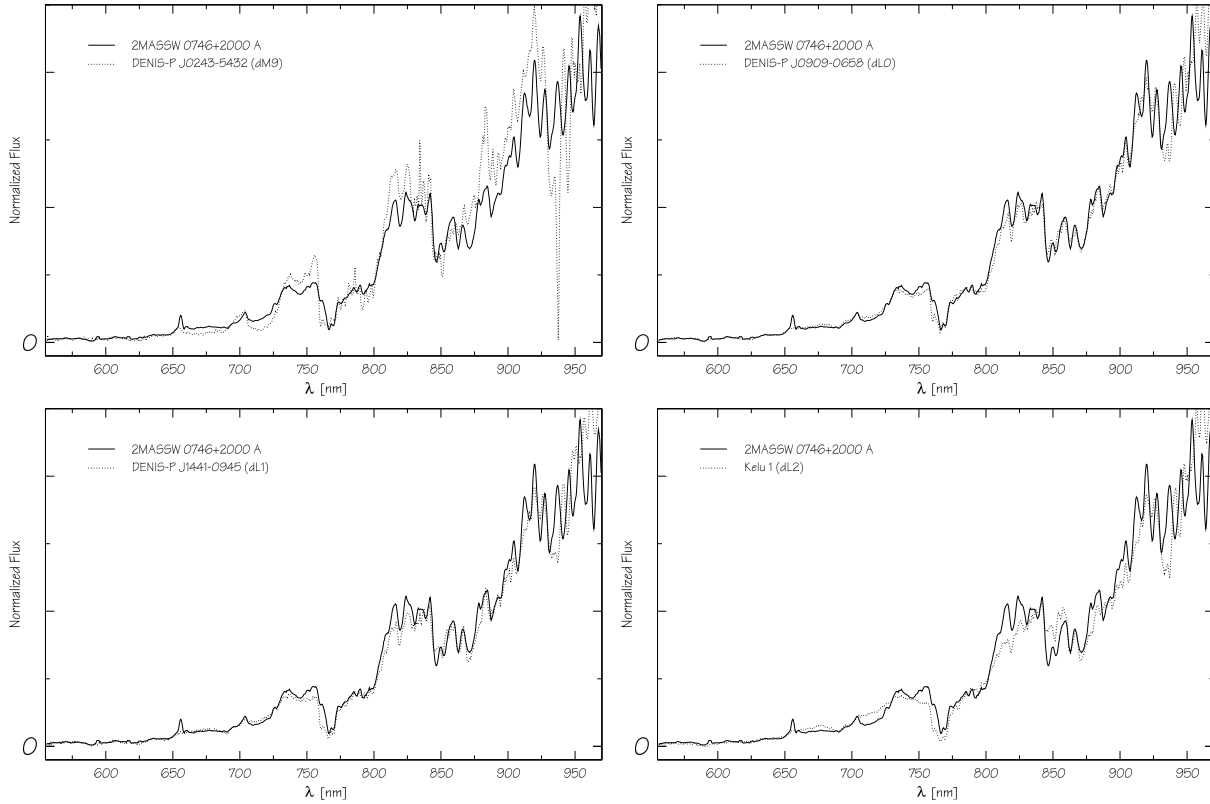 2MASSW 0746+2000 A
DENIS-P J0243-5432 (dM9)
Normalized Flux
0
600 650 700 750 800 850 900 950
λ [nm]
2MASSW 0746+2000 A
DENIS-P J0909-0658 (dL0)
Normalized Flux
0
600 650 700 750 800 850 900 950
λ [nm]
2MASSW 0746+2000 A
DENIS-P J1441-0945 (dL1)
Normalized Flux
0
600 650 700 750 800 850 900 950
λ [nm]
2MASSW 0746+2000 A
Kelu 1 (dL2)
Normalized Flux
0
600 650 700 750 800 850 900 950
λ [nm]